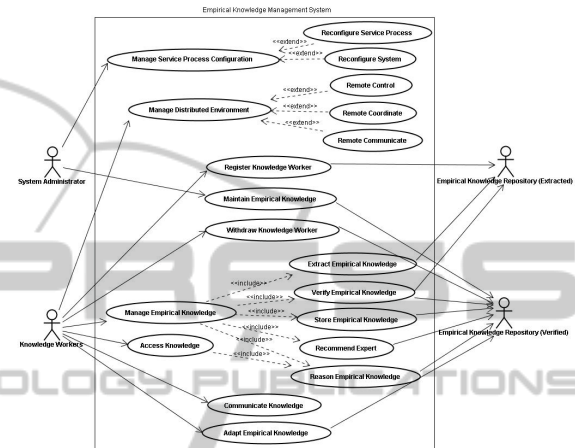 Empirical Knowledge Management System
Reconfigure Service Process
<<extend>>
Manage Service Process Configuration
<<extend>>
Reconfigure System
Remote Control
<<extend>>
Manage Distributed Environment
<<extend>>
Remote Coordinate
<<extend>>
Remote Communicate
Register Knowledge Worker
System Administrator
Empirical Knowledge Repository (Extracted)
Maintain Empirical Knowledge
Withdraw Knowledge Worker
Extract Empirical Knowledge
<<include>>
Verify Empirical Knowledge
<<include>>
Manage Empirical Knowledge
<<include>>
Store Empirical Knowledge
<<include>>
Empirical Knowledge Repository (Verified)
Knowledge Workers
Access Knowledge
<<include>>
Recommend Expert
<<include>>
Reason Empirical Knowledge
Communicate Knowledge
Adapt Empirical Knowledge
PRESS
OLOGY PUBLICATIONS